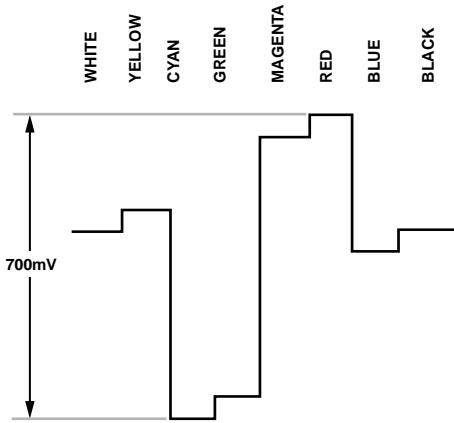 WHITE
YELLOW
CYAN
GREEN
MAGENTA
RED
BLUE
BLACK
700mV